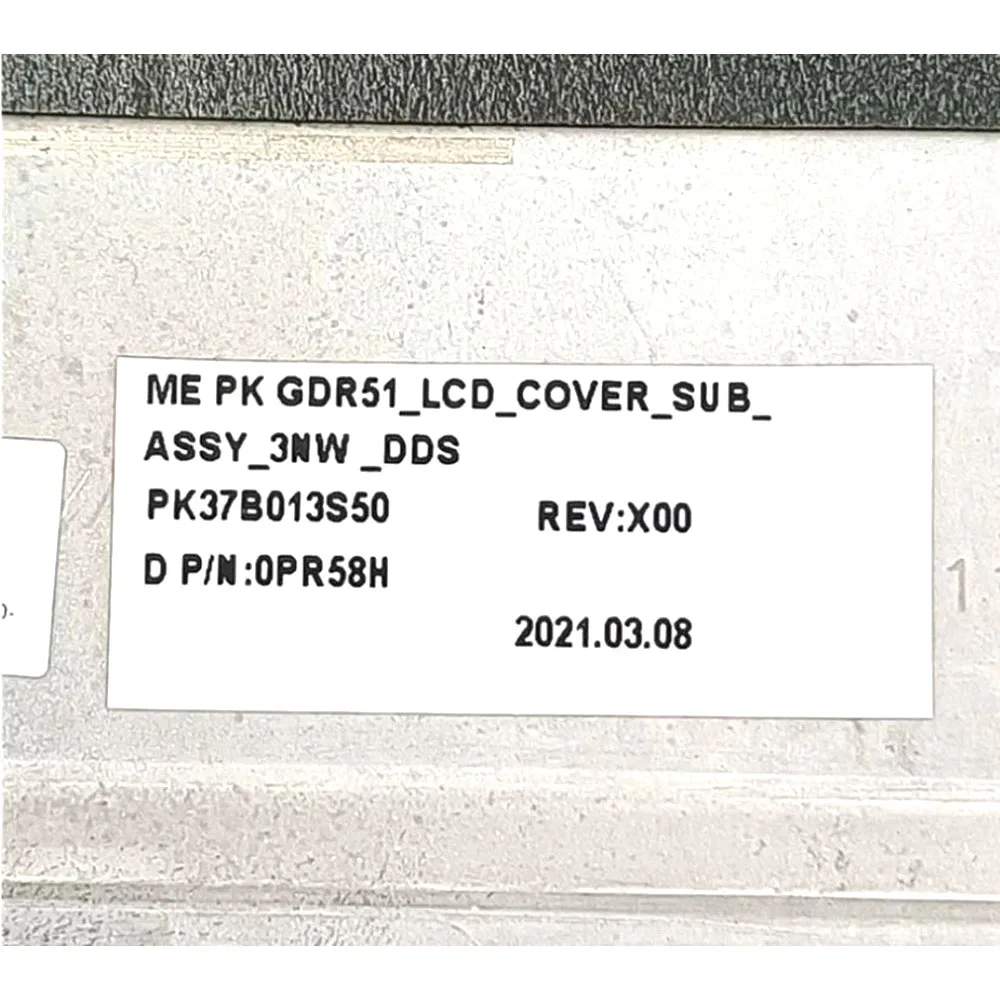 ME PK GDR51_LCD_COVER_SUB_
ASSY_3NW _DDS
PK37B013S50 REV:X00
D P/N:0PR58H
2021.03.08
).